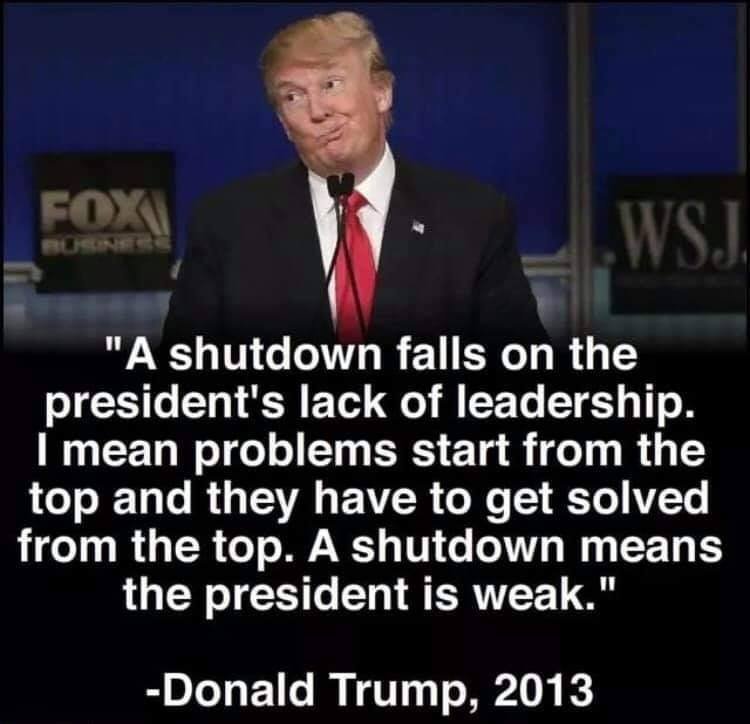 FOX
BUSINESS
WSJ
"A shutdown falls on the
president's lack of leadership.
I mean problems start from the
top and they have to get solved
from the top. A shutdown means
the president is weak."
-Donald Trump, 2013